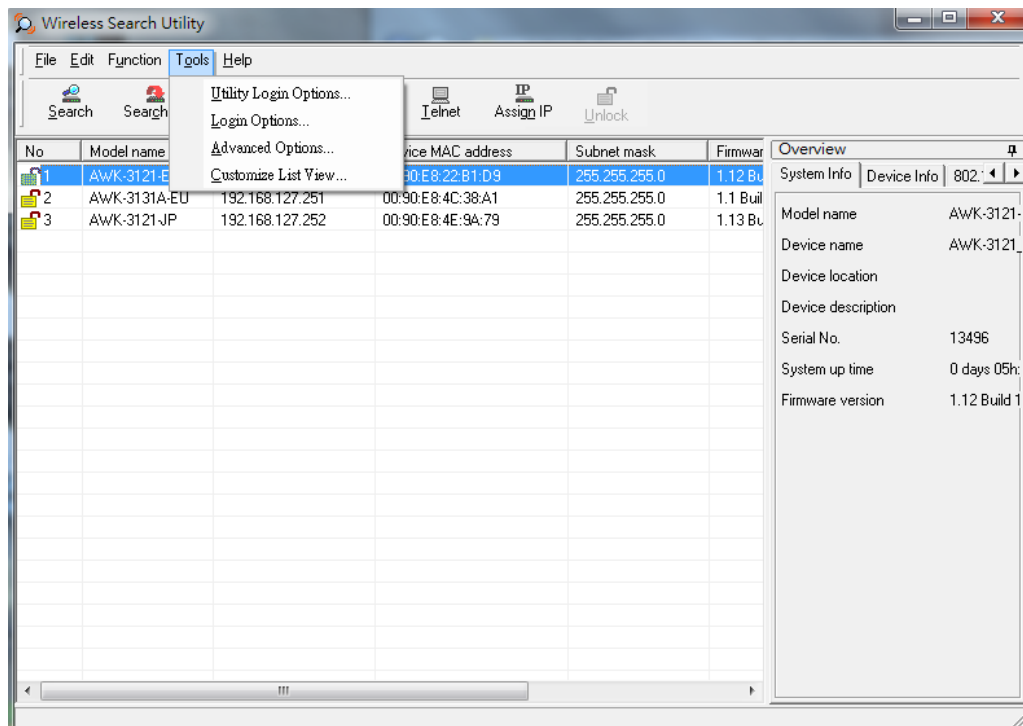 Wireless Search Utility
File Edit Function Tools Help
Search Search Telnet Assign IP Unlock
Utility Login Options...
Login Options...
Advanced Options...
Customize List View...
No Model name vice MAC address Subnet mask Firmwar
1 AWK-3121-E 90:E8:22:B1:D9 255.255.255.0 1.12 Bu
2 AWK-3131A-EU 192.168.127.251 00:90:E8:4C:38:A1 255.255.255.0 1.1 Buil
3 AWK-3121-JP 192.168.127.252 00:90:E8:4E:9A:79 255.255.255.0 1.13 Bu
Overview
System Info Device Info 802.
Model name AWK-3121-
Device name AWK-3121_
Device location
Device description
Serial No. 13496
System up time 0 days 05h:
Firmware version 1.12 Build 1